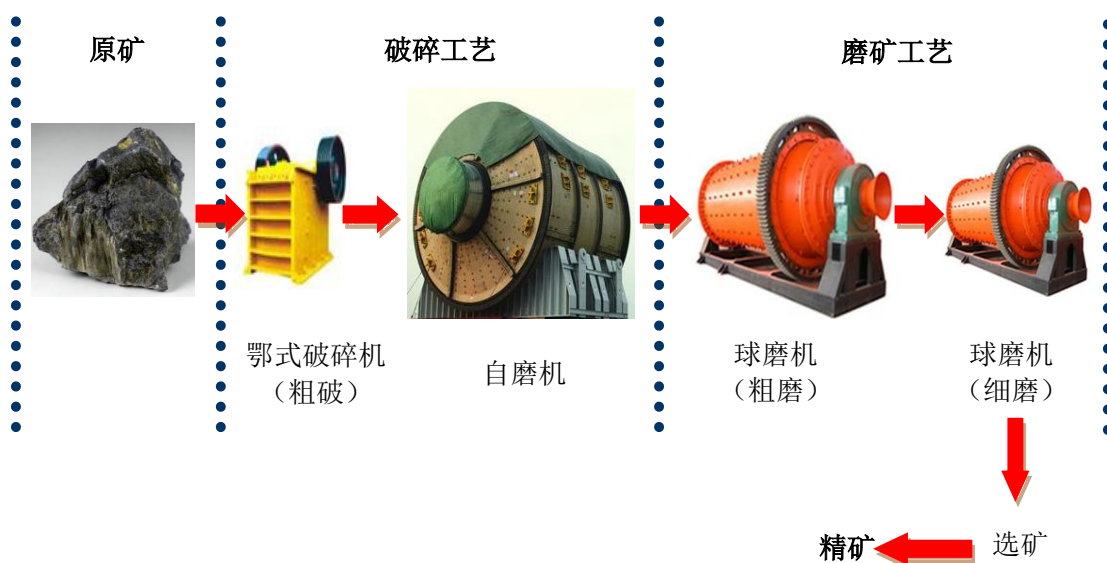 原矿
破碎工艺
磨矿工艺
鄂式破碎机
（粗破）
自磨机
球磨机
（粗磨）
球磨机
（细磨）
精矿
选矿